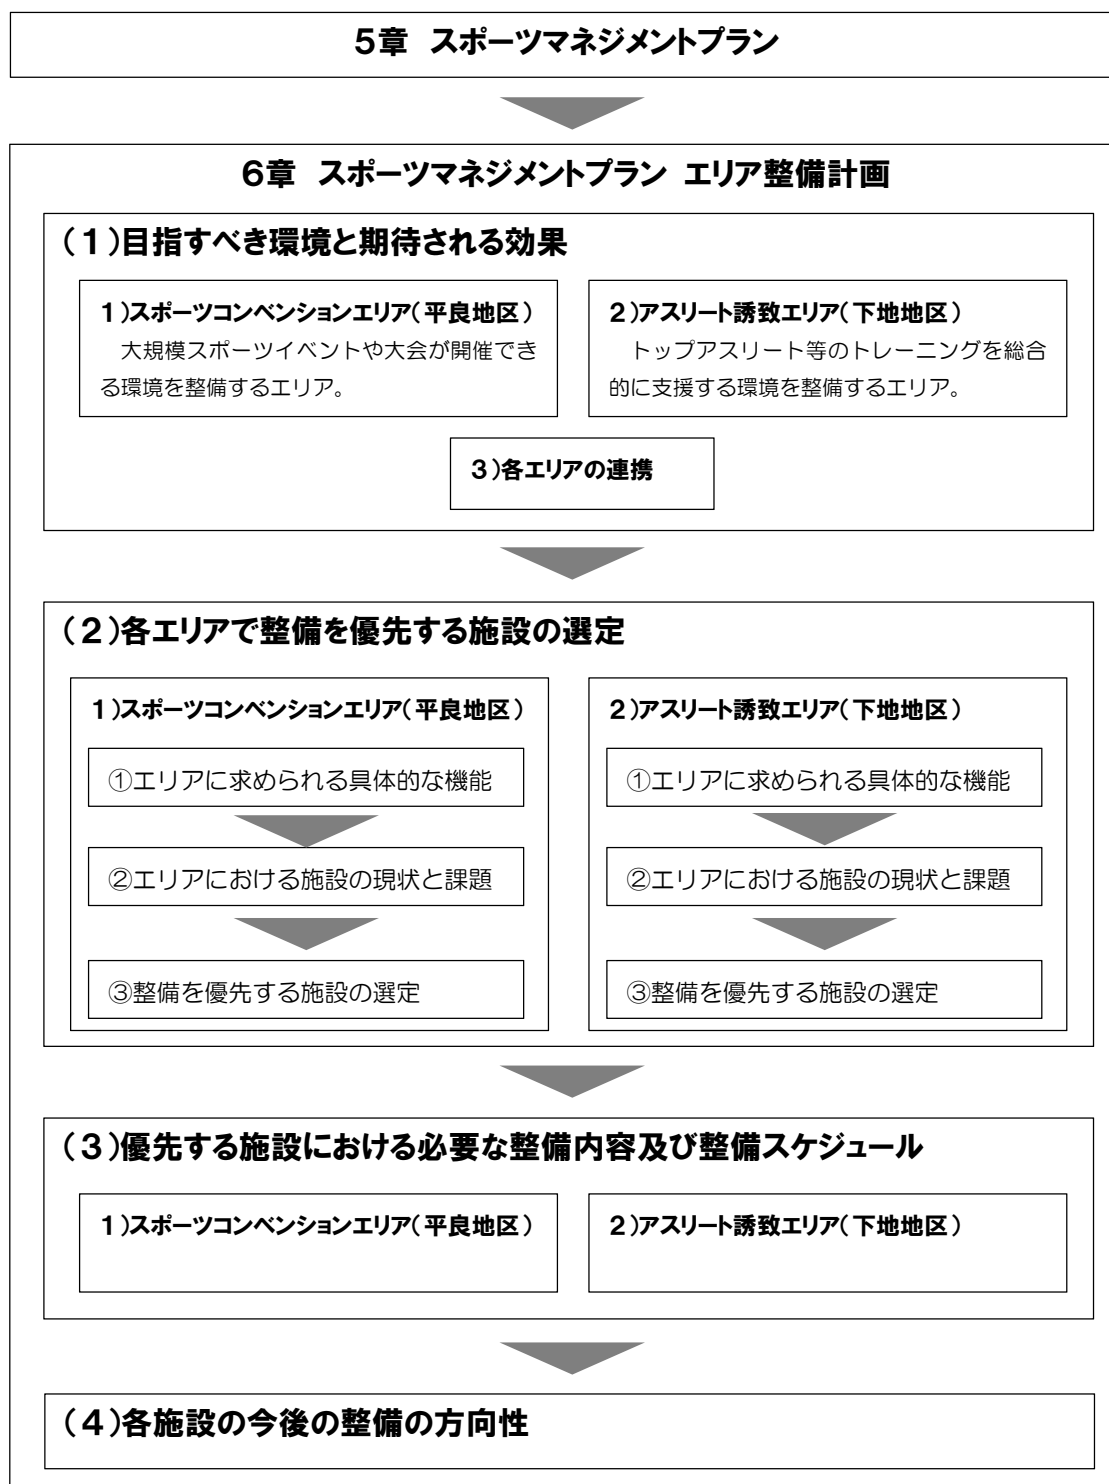 5章 スポーツマネジメントプラン
6章 スポーツマネジメントプラン エリア整備計画
(1)目指すべき環境と期待される効果
1)スポーツコンベンションエリア(平良地区)
大規模スポーツイベントや大会が開催でき
る環境を整備するエリア。
2)アスリート誘致エリア(下地地区)
トップアスリート等のトレーニングを総合
的に支援する環境を整備するエリア。
3)各エリアの連携
(2)各エリアで整備を優先する施設の選定
1)スポーツコンベンションエリア(平良地区)
①エリアに求められる具体的な機能
②エリアにおける施設の現状と課題
③整備を優先する施設の選定
2)アスリート誘致エリア(下地地区)
①エリアに求められる具体的な機能
②エリアにおける施設の現状と課題
③整備を優先する施設の選定
(3)優先する施設における必要な整備内容及び整備スケジュール
1)スポーツコンベンションエリア(平良地区)
2)アスリート誘致エリア(下地地区)
(4)各施設の今後の整備の方向性